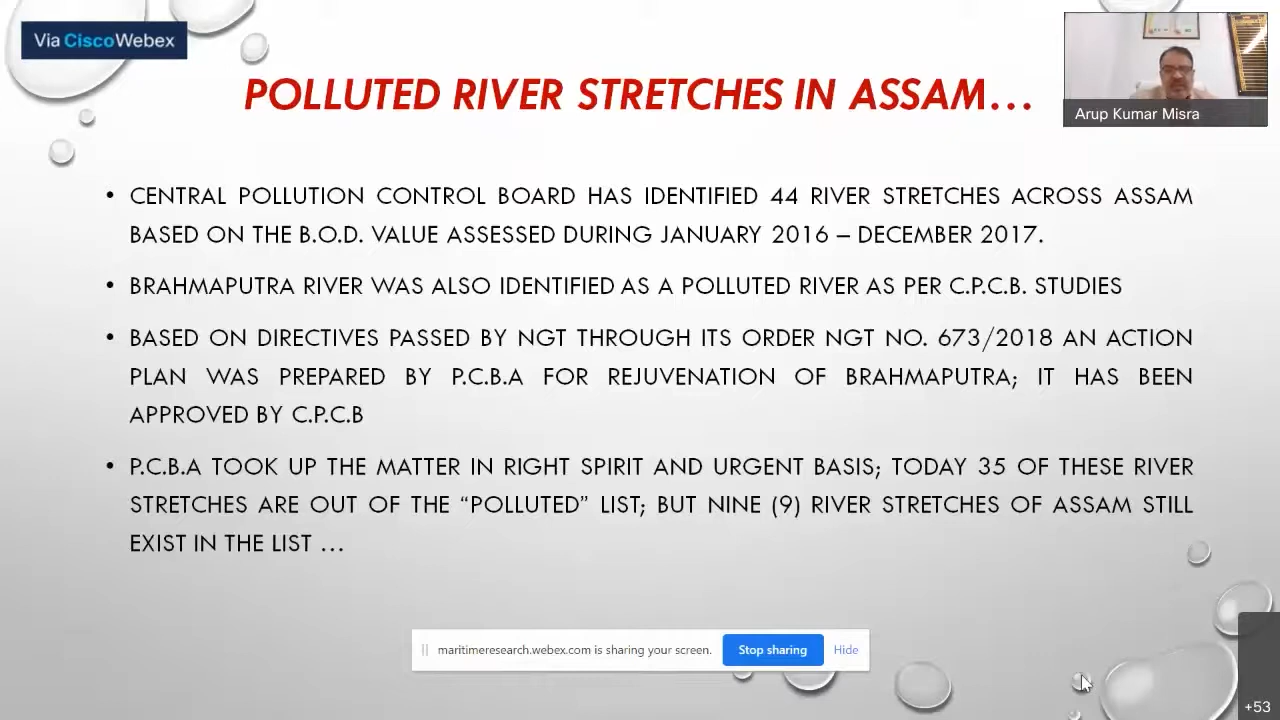 Via CiscoWebex
POLLUTED RIVER STRETCHES IN ASSAM…
Arup Kumar Misra
• CENTRAL POLLUTION CONTROL BOARD HAS IDENTIFIED 44 RIVER STRETCHES ACROSS ASSAM
BASED ON THE B.O.D. VALUE ASSESSED DURING JANUARY 2016 – DECEMBER 2017.
• BRAHMAPUTRA RIVER WAS ALSO IDENTIFIED AS A POLLUTED RIVER AS PER C.P.C.B. STUDIES
• BASED ON DIRECTIVES PASSED BY NGT THROUGH ITS ORDER NGT NO. 673/2018 AN ACTION
PLAN WAS PREPARED BY P.C.B.A FOR REJUVENATION OF BRAHMAPUTRA; IT HAS BEEN
APPROVED BY C.P.C.B
• P.C.B.A TOOK UP THE MATTER IN RIGHT SPIRIT AND URGENT BASIS; TODAY 35 OF THESE RIVER
STRETCHES ARE OUT OF THE “POLLUTED” LIST; BUT NINE (9) RIVER STRETCHES OF ASSAM STILL
EXIST IN THE LIST …
maritimeresearch.webex.com is sharing your screen.
Stop sharing
Hide
+53